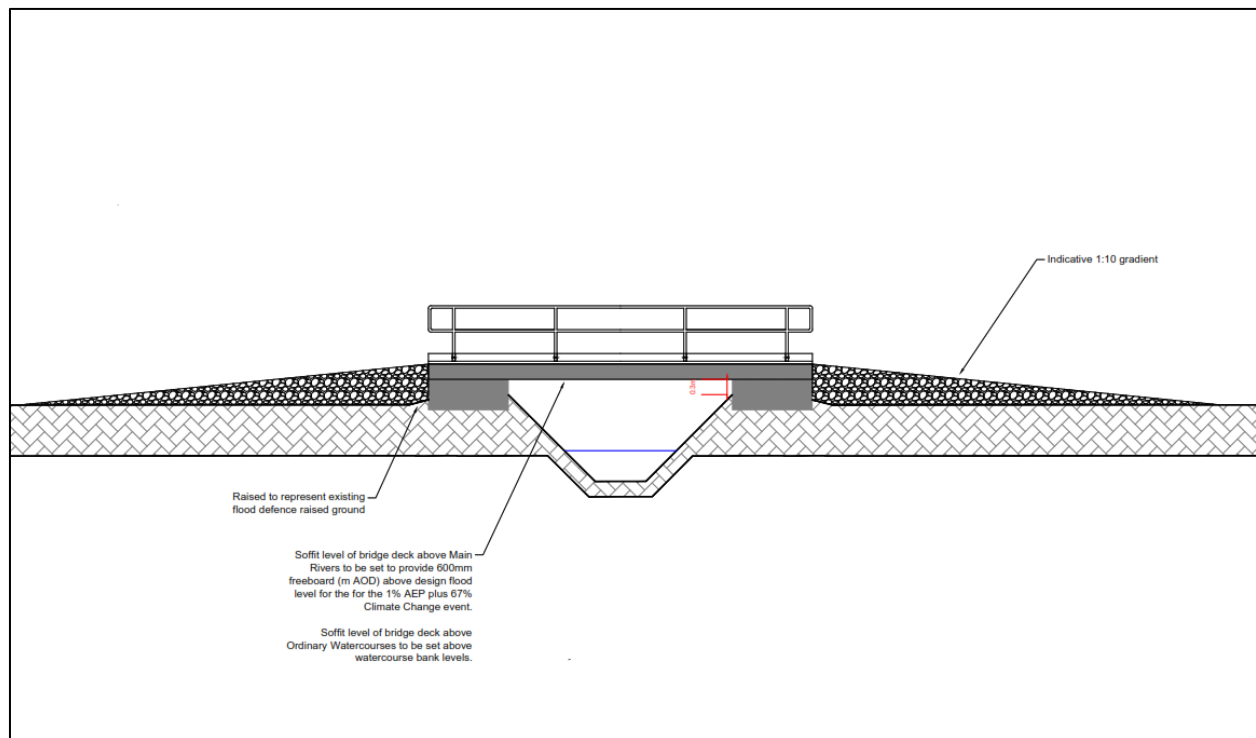 Indicative 1:10 gradient
0.3m
Raised to represent existing
flood defence raised ground
Soffit level of bridge deck above Main
Rivers to be set to provide 600mm
freeboard (m AOD) above design flood
level for the for the 1% AEP plus 67%
Climate Change event.
Soffit level of bridge deck above
Ordinary Watercourses to be set above
watercourse bank levels.